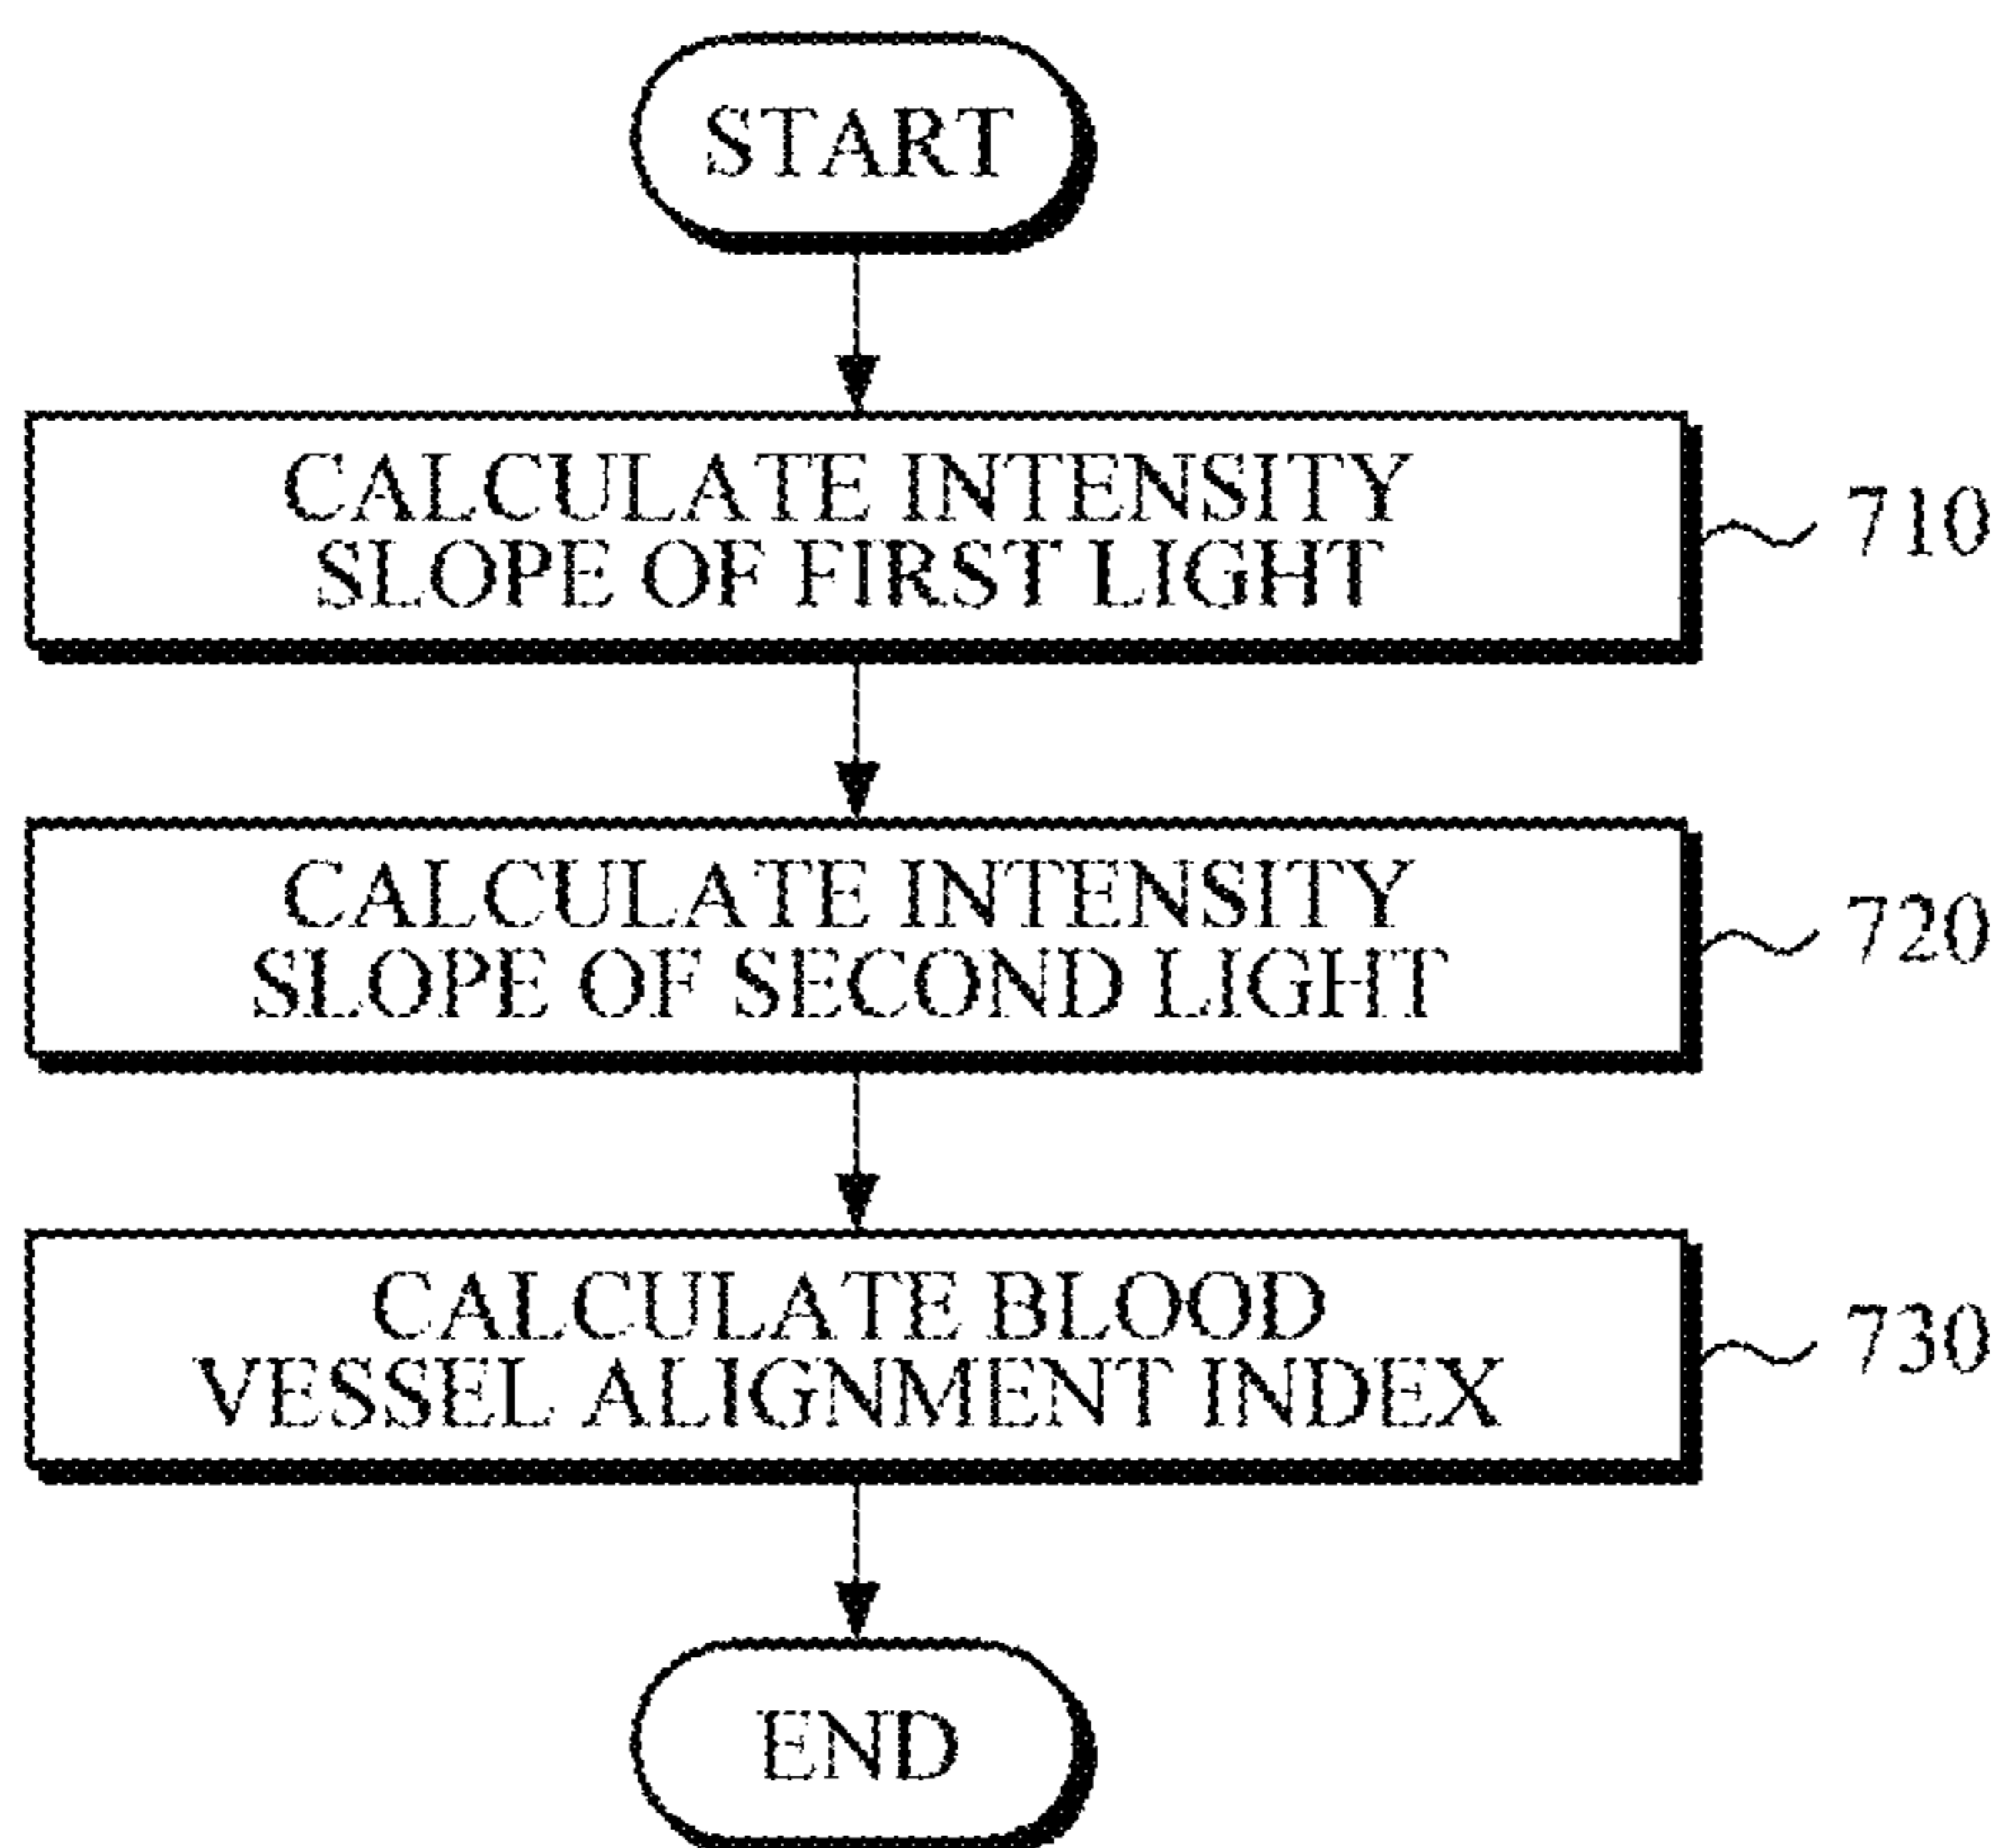 START
CALCULATE INTENSITY
SLOPE OF FIRST LIGHT
710
CALCULATE INTENSITY
SLOPE OF SECOND LIGHT
720
CALCULATE BLOOD
VESSEL ALIGNMENT INDEX
730
END